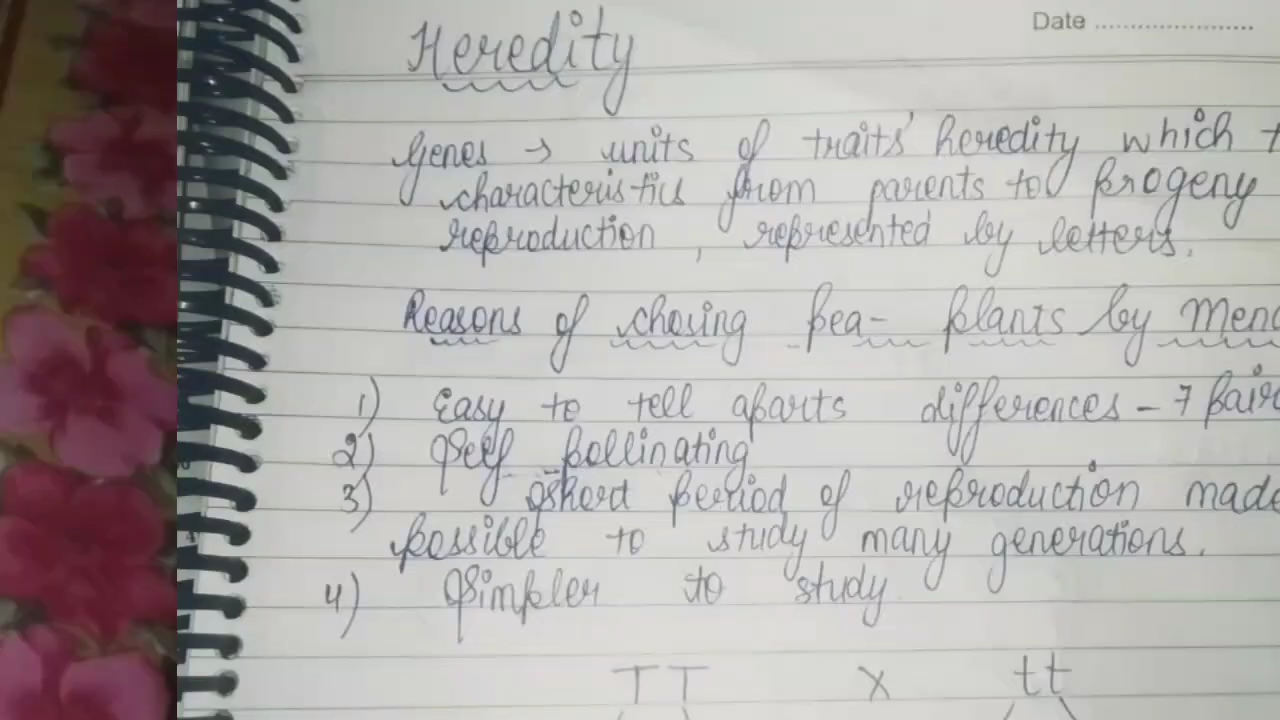 Date ........................
Heredity
Genes → units of traits' heredity which
characteristics from parents to progeny
reproduction , represented by letters.
Reasons of chosing pea- plants by
1) Easy to tell aparts differences - 7
2) Self pollinating
3) short period of reproduction made
possible to study many generations.
4) Simpler to study
TT x tt